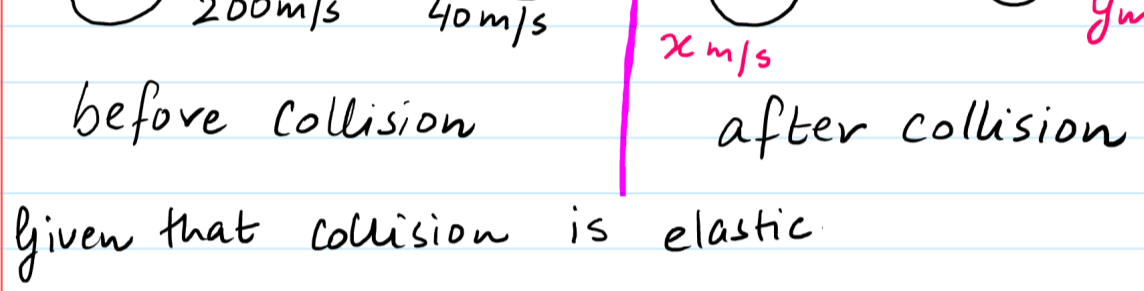 200m/s 40m/s
x m/s y
before collision after collision
Given that collision is elastic.